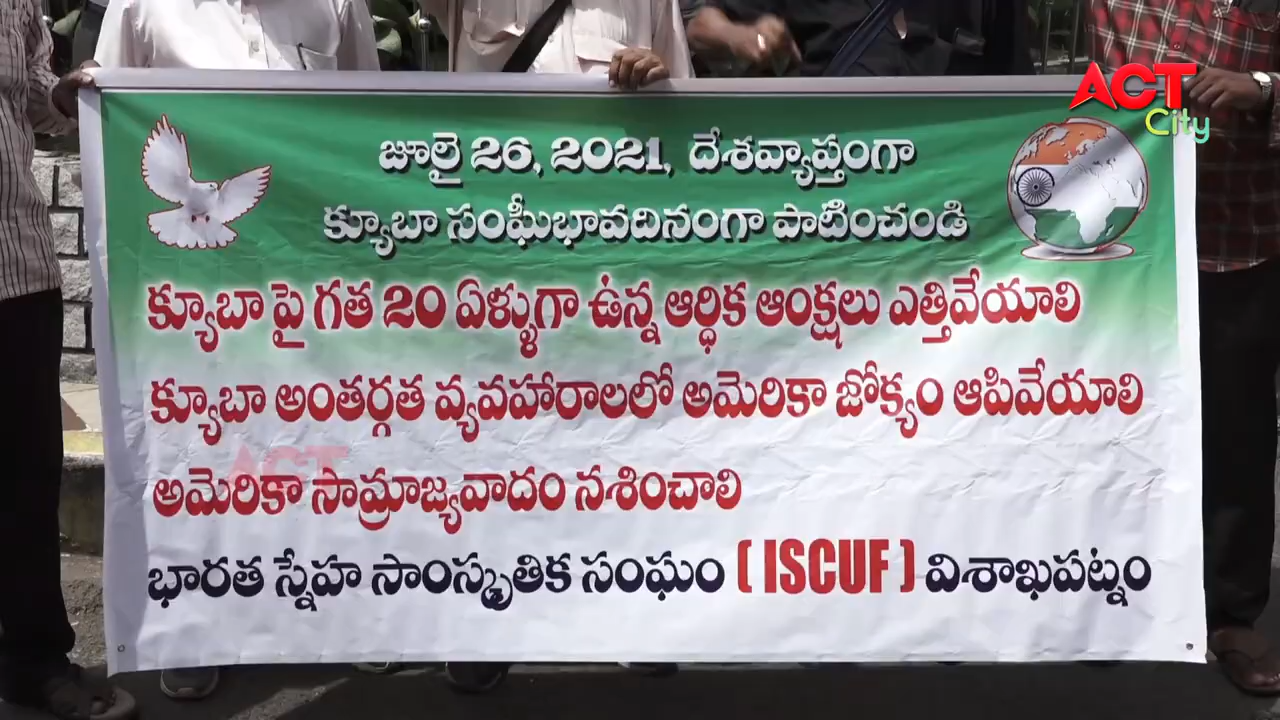 ACT
City
జూలై 26, 2021, దేశవ్యాప్తంగా
క్యూబా సంఘీభావదినంగా పాటించండి
క్యూబా పై గత 20 ఏళ్ళుగా ఉన్న ఆర్ధిక ఆంక్షలు ఎత్తివేయాలి
క్యూబా అంతర్గత వ్యవహారాలలో అమెరికా జోక్యం ఆపివేయాలి
అమెరికా సామ్రాజ్యవాదం నశించాలి
భారత స్నేహ సాంస్కృతిక సంఘం ( ISCUF ) విశాఖపట్నం